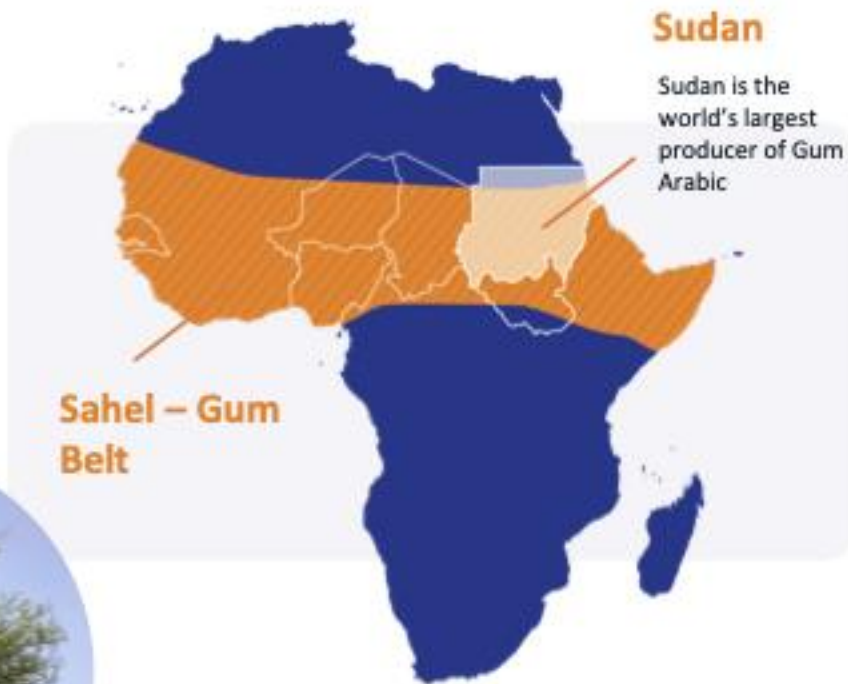 Sudan
Sudan is the
world's largest
producer of Gum
Arabic
Sahel – Gum
Belt